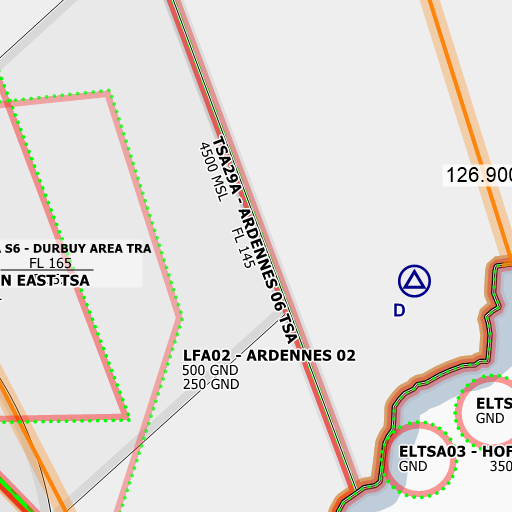 TSA29A - ARDENNES 06 TSA
4500 MSL
FL 145
126.900
S6 - DURBUY AREA TRA
FL 165
N EAST TSA
D
LFA02 - ARDENNES 02
500 GND
250 GND
ELTS
GND
ELTSA03 - HOF
GND
350